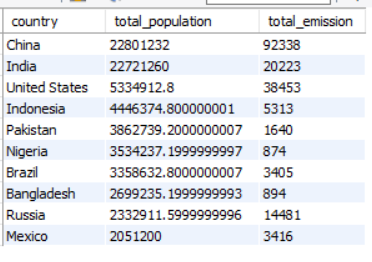 country total_population total_emission
China 22801232 92338
India 22721260 20223
United States 5334912.8 38453
Indonesia 4446374.800000001 5313
Pakistan 3862739.2000000007 1640
Nigeria 3534237.1999999997 874
Brazil 3358632.8000000007 3405
Bangladesh 2699235.1999999993 894
Russia 2332911.5999999996 14481
Mexico 2051200 3416